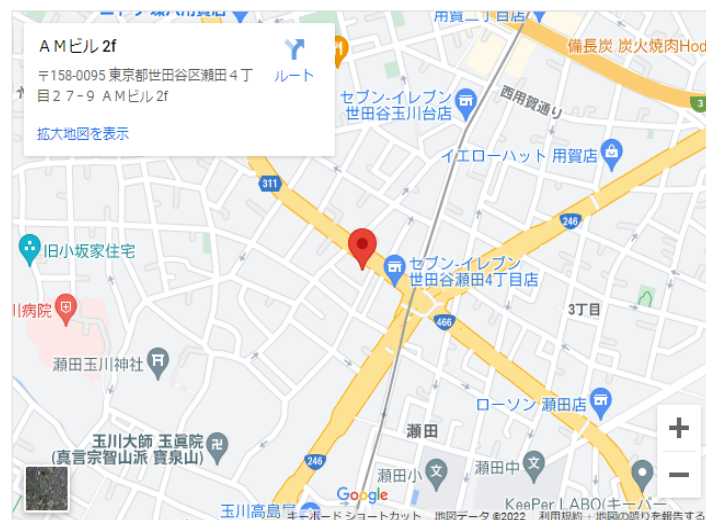 AMビル 2f
〒158-0095 東京都世田谷区瀬田４丁
目２７−９ AMビル 2f
ルート
拡大地図を表示
用賀二丁目店
備長炭 炭火焼肉Hod
セブン-イレブン
世田谷玉川台店
西用賀通り
3
イエローハット 用賀店
311
246
旧小坂家住宅
セブン-イレブン
世田谷瀬田4丁目店
川病院
3丁目
466
瀬田玉川神社
ローソン 瀬田店
瀬田
玉川大師 玉眞院
(真言宗智山派 寶泉山)
246
瀬田小
瀬田中
玉川高島屋
Google
KeePer LABO(キーパー
キーボード ショートカット
地図データ ©2022
利用規約
地図の誤りを報告する